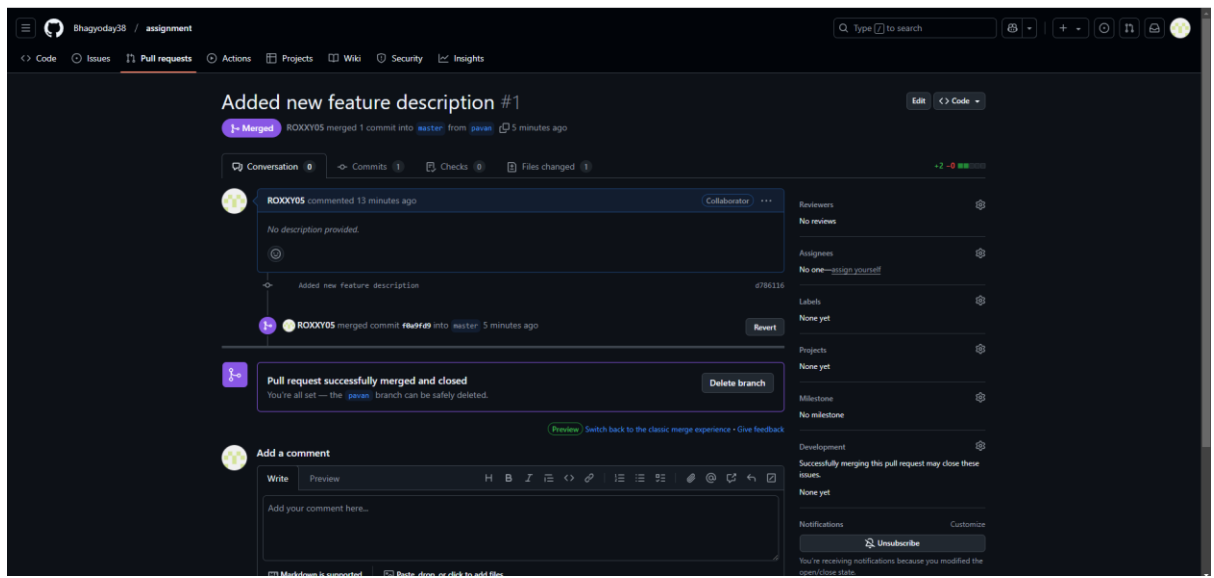 Bhagyoday38 / assignment
Type / to search
Code Issues Pull requests Actions Projects Wiki Security Insights
Added new feature description #1
Edit Code
Merged ROXXY05 merged 1 commit into master from pavan 5 minutes ago
Conversation 0 Commits 1 Checks 0 Files changed 1
+2 -0
ROXXY05 commented 13 minutes ago
Collaborator
No description provided.
Added new feature description d786116
ROXXY05 merged commit f0a9fd9 into master 5 minutes ago
Revert
Pull request successfully merged and closed
You're all set — the pavan branch can be safely deleted.
Delete branch
Preview Switch back to the classic merge experience • Give feedback
Add a comment
Write Preview
H B I
Add your comment here...
Markdown is supported Paste, drop, or click to add files
Reviewers
No reviews
Assignees
No one—assign yourself
Labels
None yet
Projects
None yet
Milestone
No milestone
Development
Successfully merging this pull request may close these
issues.
None yet
Notifications Customize
Unsubscribe
You're receiving notifications because you modified the
open/close state.